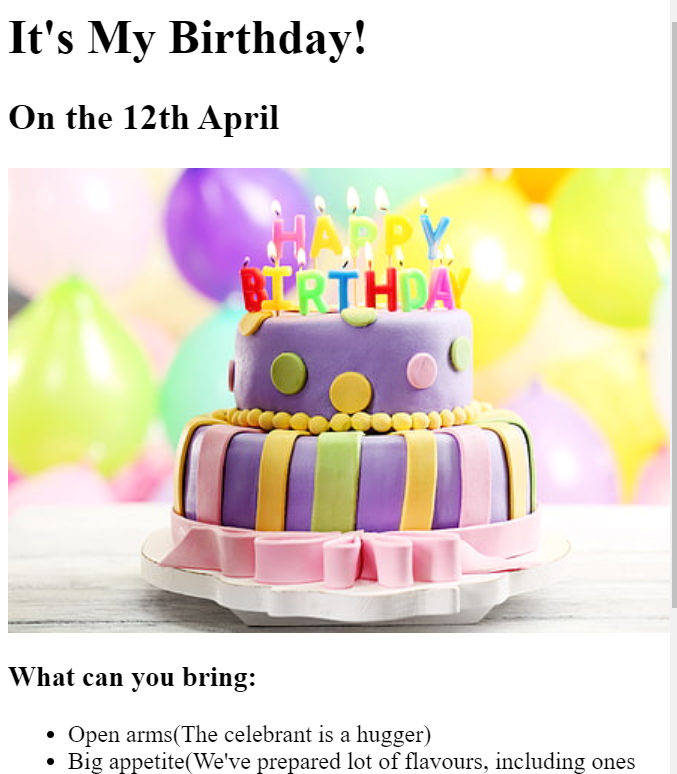 It's My Birthday!
On the 12th April
HAPPY
BIRTHDAY
What can you bring:
Open arms(The celebrant is a hugger)
Big appetite(We've prepared lot of flavours, including ones